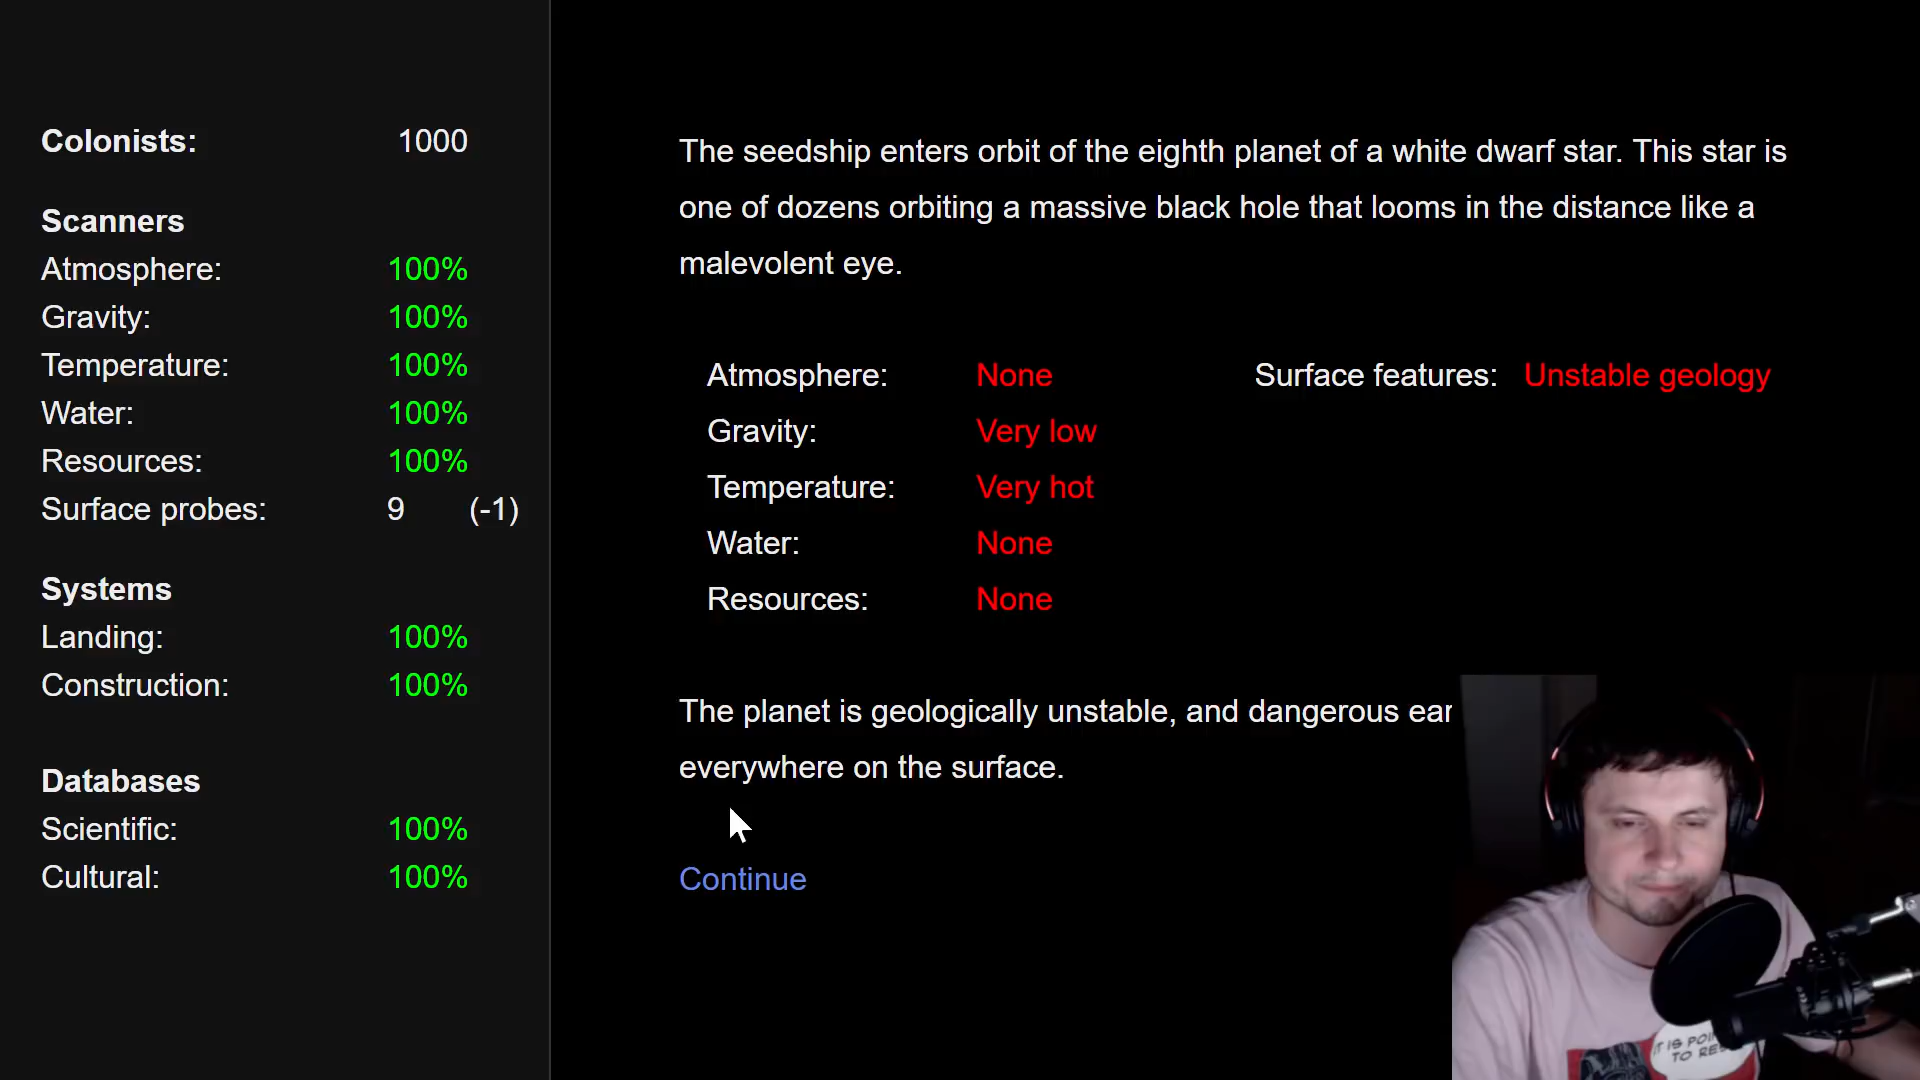 Colonists: 1000
Scanners
Atmosphere: 100%
Gravity: 100%
Temperature: 100%
Water: 100%
Resources: 100%
Surface probes: 9 (-1)
Systems
Landing: 100%
Construction: 100%
Databases
Scientific: 100%
Cultural: 100%
The seedship enters orbit of the eighth planet of a white dwarf star. This star is
one of dozens orbiting a massive black hole that looms in the distance like a
malevolent eye.
Atmosphere: None
Gravity: Very low
Temperature: Very hot
Water: None
Resources: None
Surface features: Unstable geology
The planet is geologically unstable, and dangerous ear
everywhere on the surface.
Continue
IT IS
TO